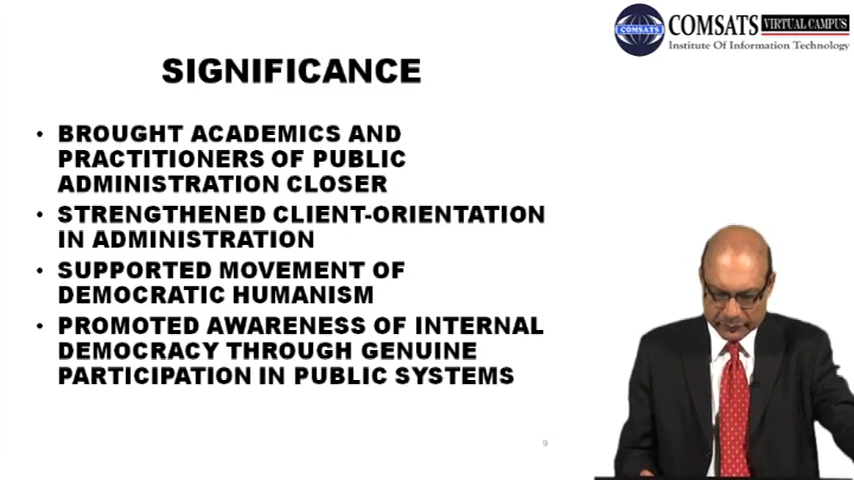 COMSATS
COMSATS VIRTUAL CAMPUS
Institute Of Information Technology
SIGNIFICANCE
• BROUGHT ACADEMICS AND
PRACTITIONERS OF PUBLIC
ADMINISTRATION CLOSER
• STRENGTHENED CLIENT-ORIENTATION
IN ADMINISTRATION
• SUPPORTED MOVEMENT OF
DEMOCRATIC HUMANISM
• PROMOTED AWARENESS OF INTERNAL
DEMOCRACY THROUGH GENUINE
PARTICIPATION IN PUBLIC SYSTEMS
9